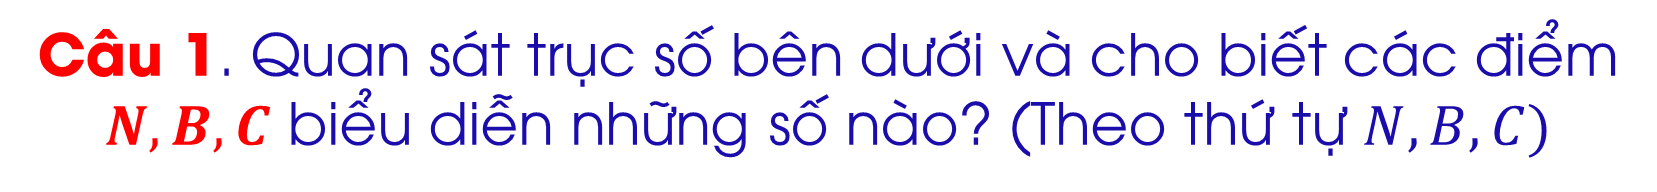 Câu 1. Quan sát trục số bên dưới và cho biết các điểm
N, B, C biểu diễn những số nào? (Theo thứ tự N, B, C)